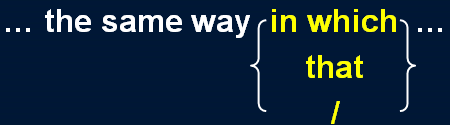 ... the same way in which ...
that
/